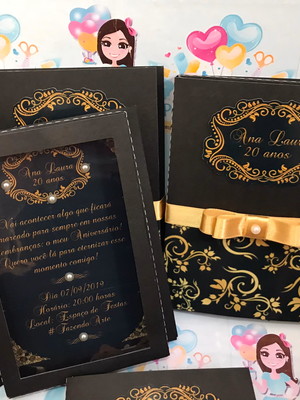 Ana Laura
20 anos
Ana Laura
20 anos
Vai acontecer algo que ficará
marcado para sempre em nossas
lembranças: o meu Aniversário!
Quero você lá para eternizar esse
momento comigo!
Dia 07/09/2019
Horário: 20:00 horas
Local: Espaço de Festas
# Fazenda Arte